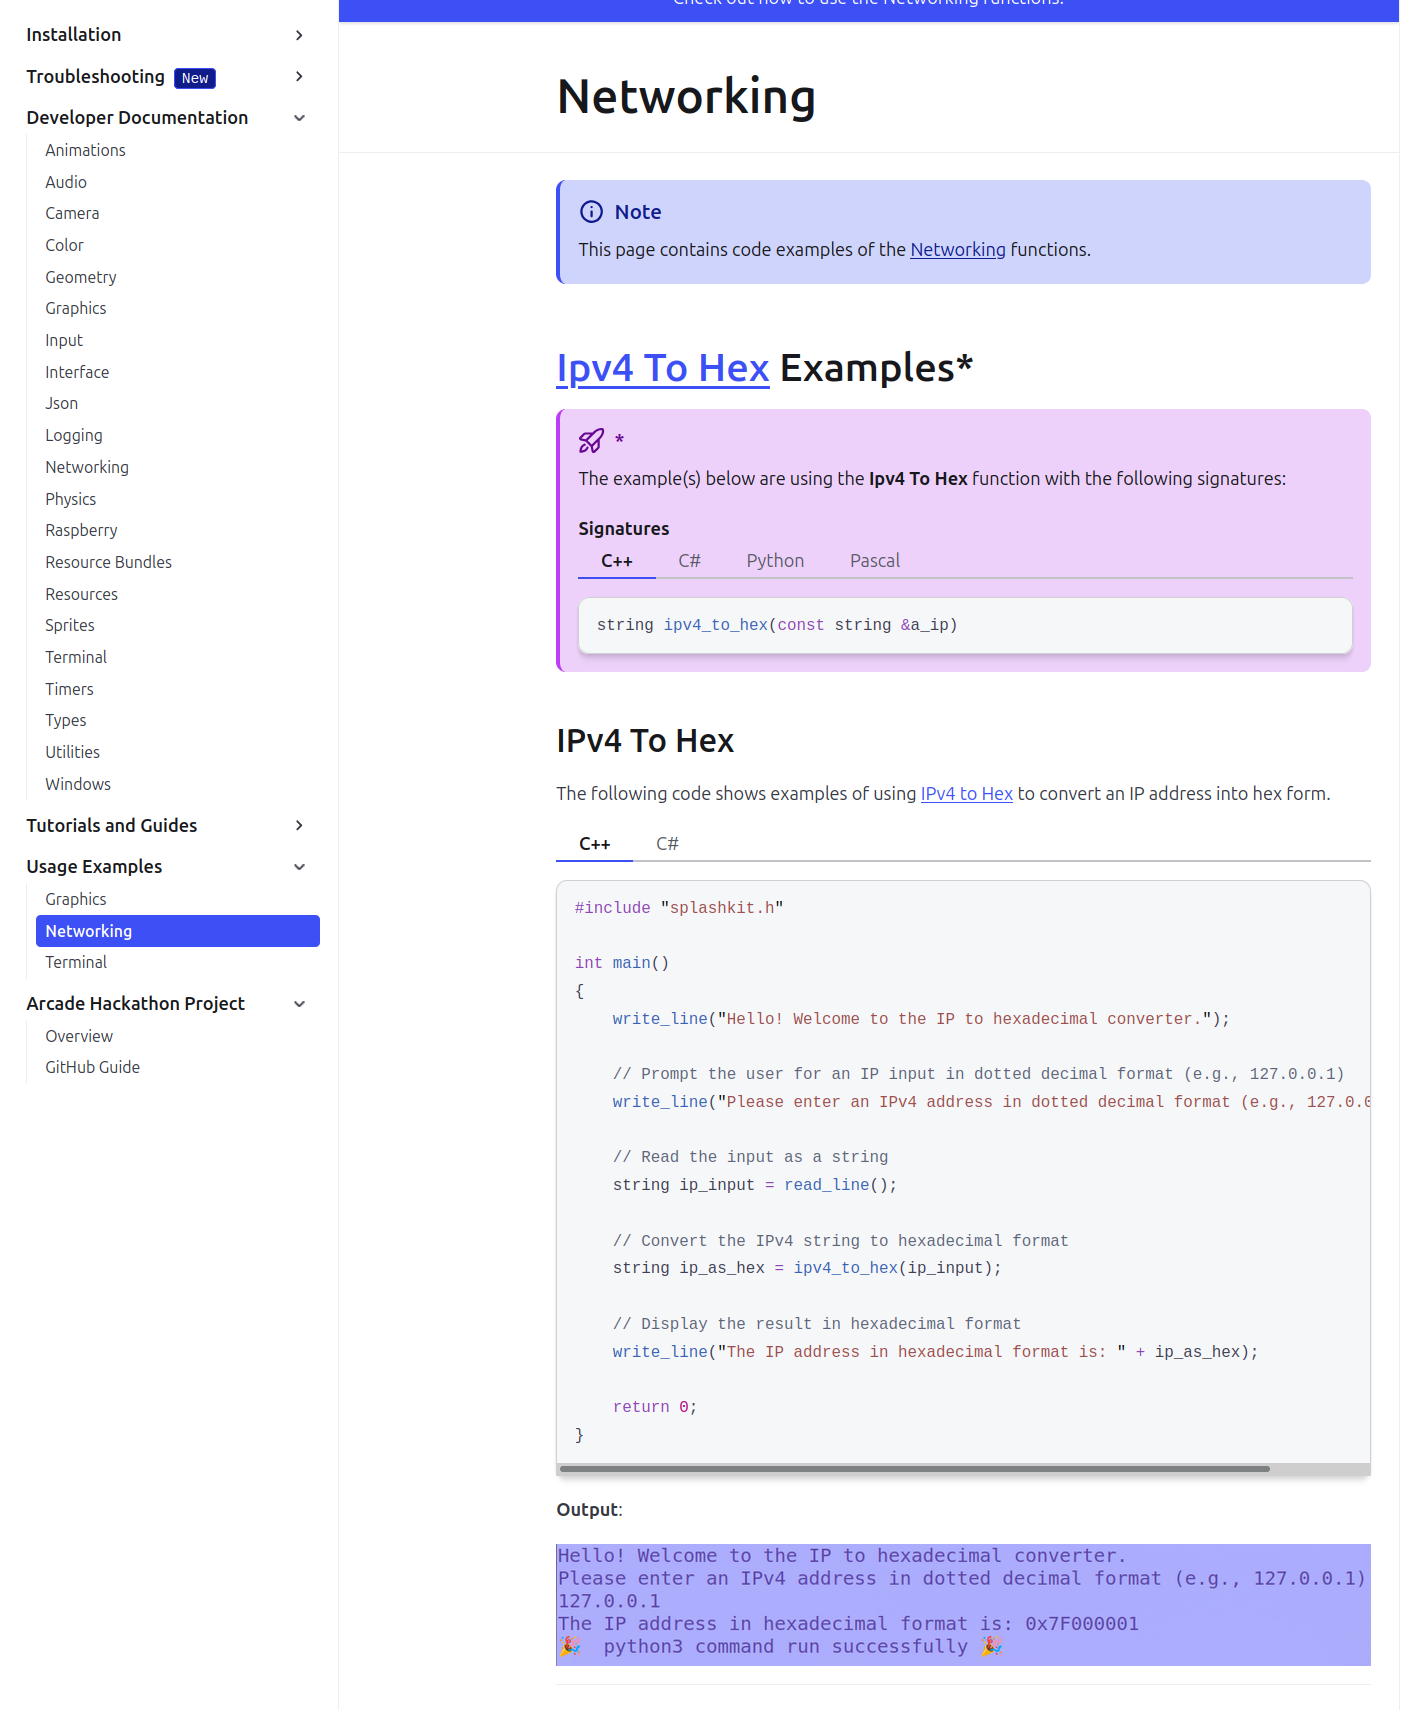 Installation
Troubleshooting New
Developer Documentation
Animations
Audio
Camera
Color
Geometry
Graphics
Input
Interface
Json
Logging
Networking
Physics
Raspberry
Resource Bundles
Resources
Sprites
Terminal
Timers
Types
Utilities
Windows
Tutorials and Guides
Usage Examples
Graphics
Networking
Terminal
Arcade Hackathon Project
Overview
GitHub Guide
Check out how to use the Networking functions.
Networking
Note
This page contains code examples of the Networking functions.
Ipv4 To Hex Examples*
*
The example(s) below are using the Ipv4 To Hex function with the following signatures:
Signatures
C++ C# Python Pascal
string ipv4_to_hex(const string &a_ip)
IPv4 To Hex
The following code shows examples of using IPv4 to Hex to convert an IP address into hex form.
C++ C#
#include "splashkit.h"
int main()
{
write_line("Hello! Welcome to the IP to hexadecimal converter.");
// Prompt the user for an IP input in dotted decimal format (e.g., 127.0.0.1)
write_line("Please enter an IPv4 address in dotted decimal format (e.g., 127.0.0
// Read the input as a string
string ip_input = read_line();
// Convert the IPv4 string to hexadecimal format
string ip_as_hex = ipv4_to_hex(ip_input);
// Display the result in hexadecimal format
write_line("The IP address in hexadecimal format is: " + ip_as_hex);
return 0;
}
Output:
Hello! Welcome to the IP to hexadecimal converter.
Please enter an IPv4 address in dotted decimal format (e.g., 127.0.0.1)
127.0.0.1
The IP address in hexadecimal format is: 0x7F000001
🎉 python3 command run successfully 🎉